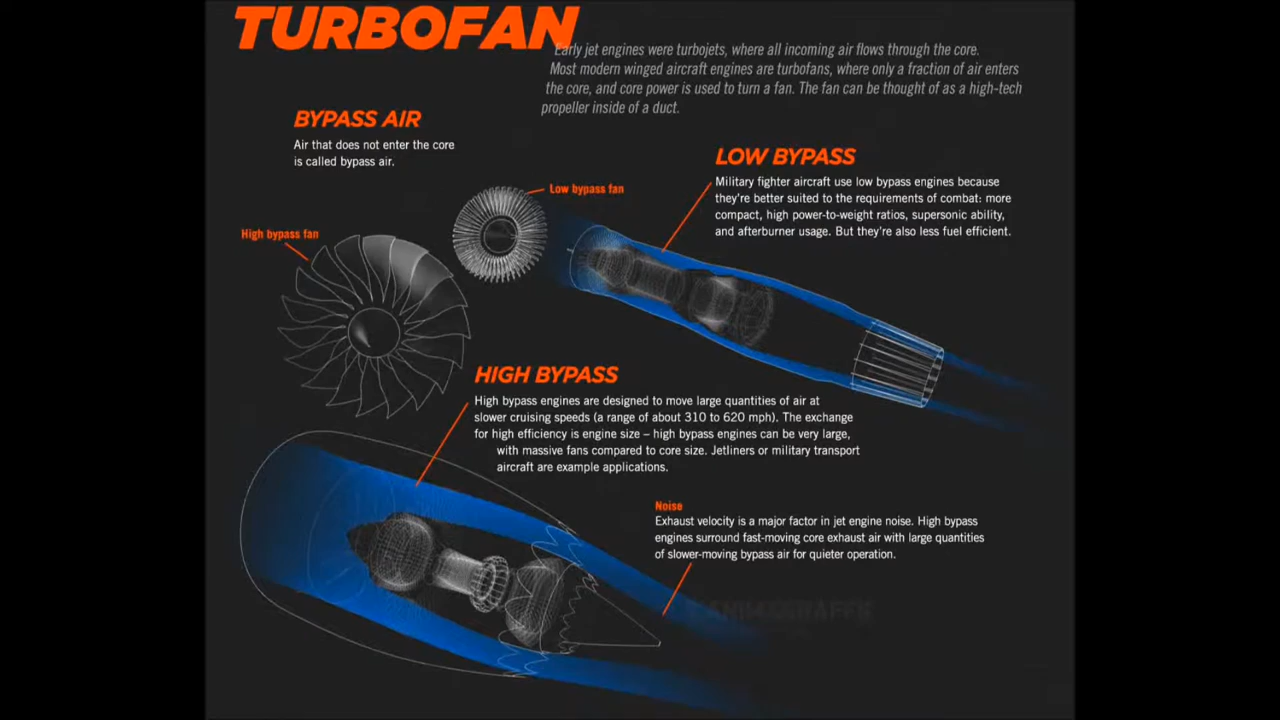 TURBOFAN
Early jet engines were turbojets, where all incoming air flows through the core.
Most modern winged aircraft engines are turbofans, where only a fraction of air enters
the core, and core power is used to turn a fan. The fan can be thought of as a high-tech
propeller inside of a duct.
BYPASS AIR
Air that does not enter the core
is called bypass air.
Low bypass fan
High bypass fan
LOW BYPASS
Military fighter aircraft use low bypass engines because
they're better suited to the requirements of combat: more
compact, high power-to-weight ratios, supersonic ability,
and afterburner usage. But they're also less fuel efficient.
HIGH BYPASS
High bypass engines are designed to move large quantities of air at
slower cruising speeds (a range of about 310 to 620 mph). The exchange
for high efficiency is engine size – high bypass engines can be very large,
with massive fans compared to core size. Jetliners or military transport
aircraft are example applications.
Noise
Exhaust velocity is a major factor in jet engine noise. High bypass
engines surround fast-moving core exhaust air with large quantities
of slower-moving bypass air for quieter operation.
ANIMAGRAFFS